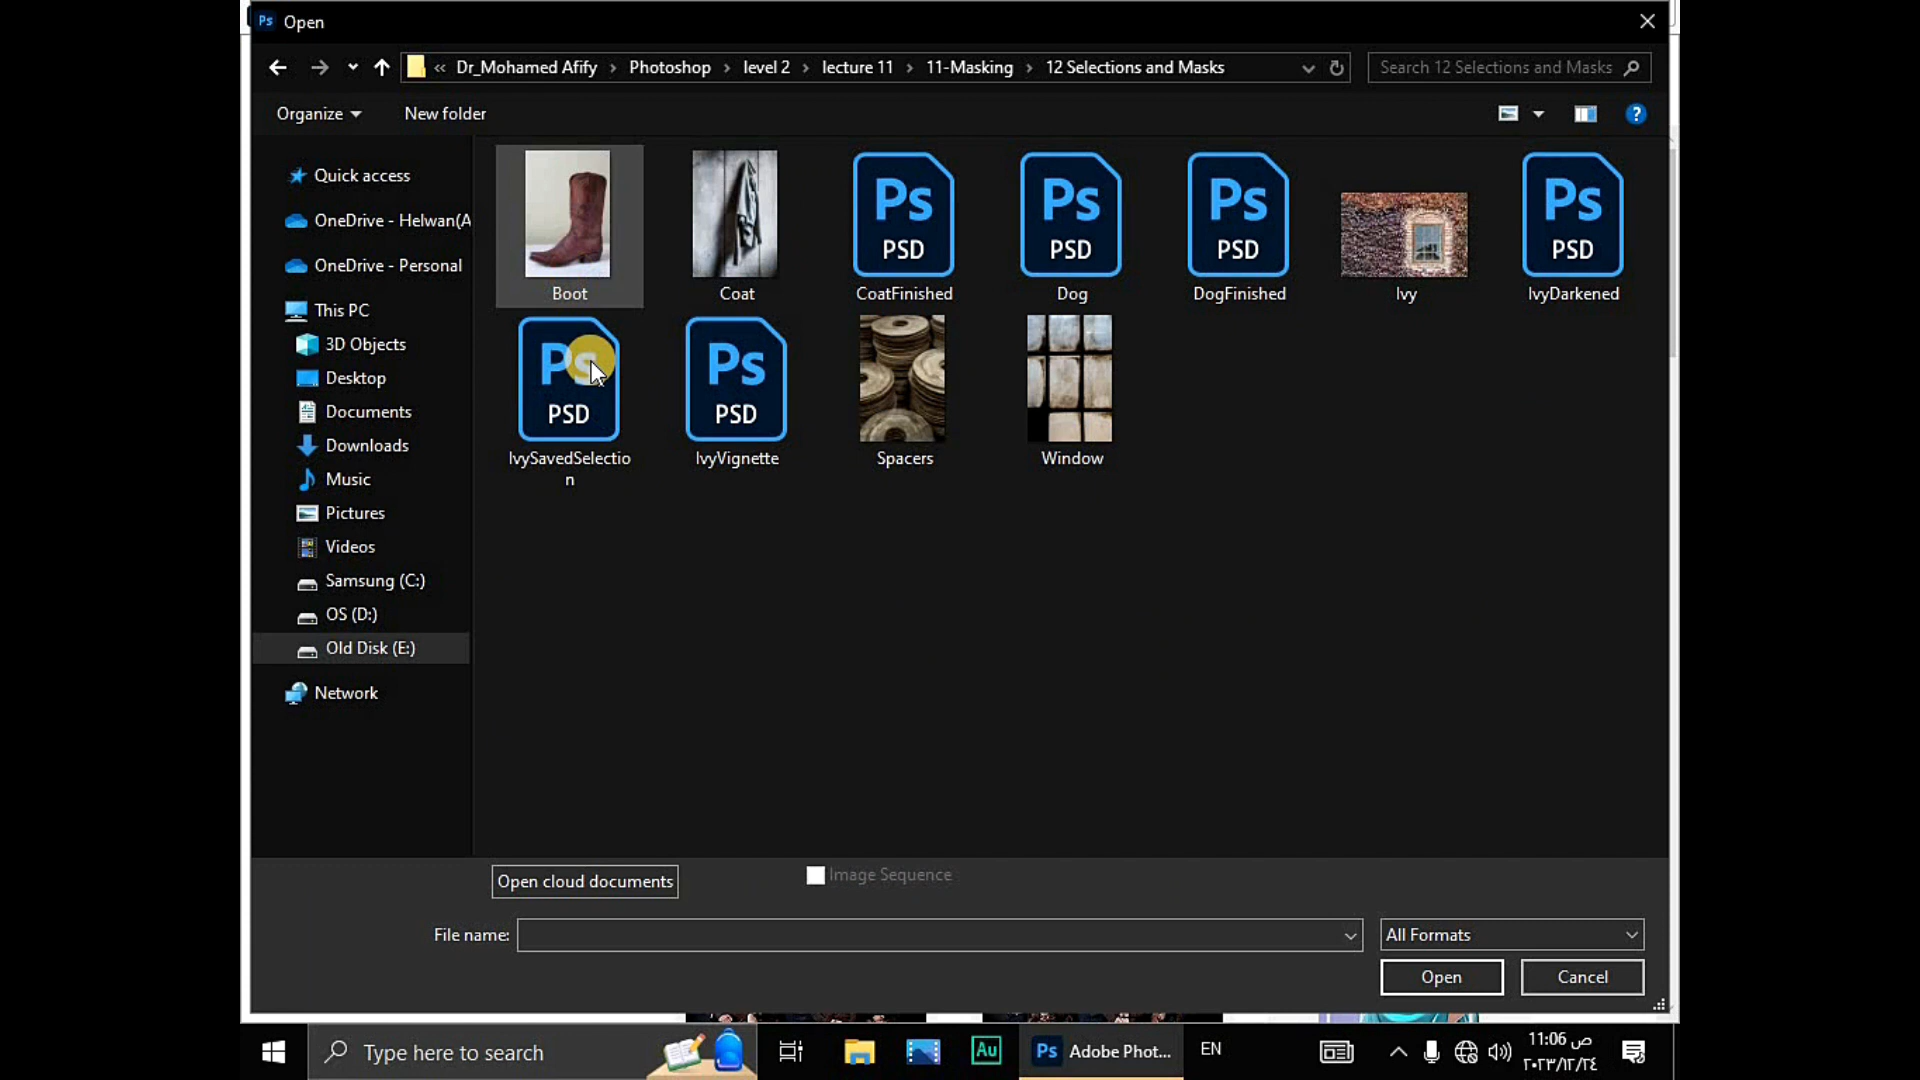 Ps Open
« Dr_Mohamed Afify › Photoshop › level 2 › lecture 11 › 11-Masking › 12 Selections and Masks
Search 12 Selections and Masks
Organize
New folder
Quick access
OneDrive - Helwan(A
OneDrive - Personal
This PC
3D Objects
Desktop
Documents
Downloads
Music
Pictures
Videos
Samsung (C:)
OS (D:)
Old Disk (E:)
Network
Ps PSD
Ps PSD
Ps PSD
Ps PSD
Boot
Coat
CoatFinished
Dog
DogFinished
Ivy
IvyDarkened
Ps PSD
Ps PSD
IvySavedSelectio
n
IvyVignette
Spacers
Window
Open cloud documents
Image Sequence
File name:
All Formats
Open
Cancel
Type here to search
Au
Ps Adobe Phot...
EN
11:06 ص
٢٠٢٣/١٢/٢٤